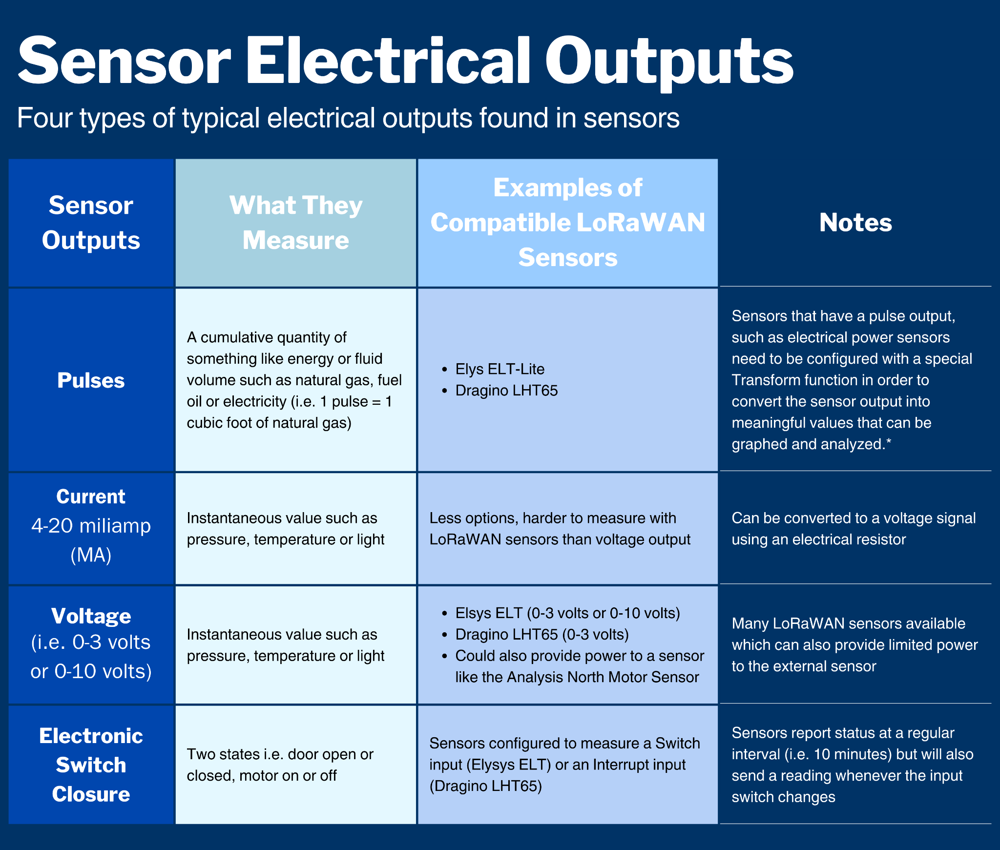 Sensor Electrical Outputs
Four types of typical electrical outputs found in sensors
Sensor
Outputs
What They
Measure
Examples of
Compatible LoRaWAN
Sensors
Notes
Pulses
A cumulative quantity of
something like energy or fluid
volume such as natural gas, fuel
oil or electricity (i.e. 1 pulse = 1
cubic foot of natural gas)
• Elys ELT-Lite
• Dragino LHT65
Sensors that have a pulse output,
such as electrical power sensors
need to be configured with a special
Transform function in order to
convert the sensor output into
meaningful values that can be
graphed and analyzed.*
Current
4-20 miliamp
(MA)
Instantaneous value such as
pressure, temperature or light
Less options, harder to measure with
LoRaWAN sensors than voltage output
Can be converted to a voltage signal
using an electrical resistor
Voltage
(i.e. 0-3 volts
or 0-10 volts)
Instantaneous value such as
pressure, temperature or light
• Elsys ELT (0-3 volts or 0-10 volts)
• Dragino LHT65 (0-3 volts)
• Could also provide power to a sensor
like the Analysis North Motor Sensor
Many LoRaWAN sensors available
which can also provide limited power
to the external sensor
Electronic
Switch
Closure
Two states i.e. door open or
closed, motor on or off
Sensors configured to measure a Switch
input (Elysys ELT) or an Interrupt input
(Dragino LHT65)
Sensors report status at a regular
interval (i.e. 10 minutes) but will also
send a reading whenever the input
switch changes